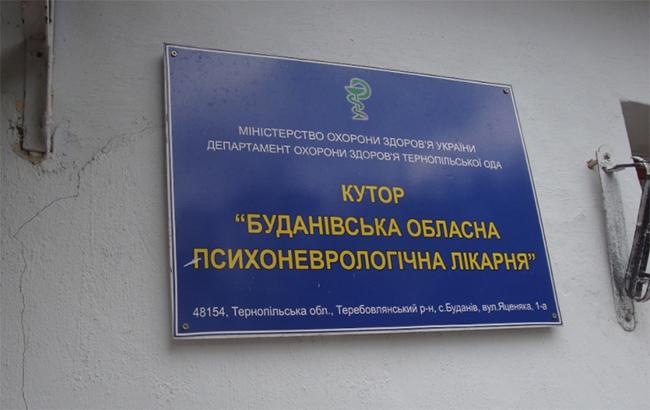 МІНІСТЕРСТВО ОХОРОНИ ЗДОРОВ'Я УКРАЇНИ
ДЕПАРТАМЕНТ ОХОРОНИ ЗДОРОВ'Я ТЕРНОПІЛЬСЬКОЇ ОДА
КУТОР
“БУДАНІВСЬКА ОБЛАСНА
ПСИХОНЕВРОЛОГІЧНА ЛІКАРНЯ”
48154, Тернопільська обл., Теребовлянський р-н, с.Буданів, вул.Яценяка, 1-а